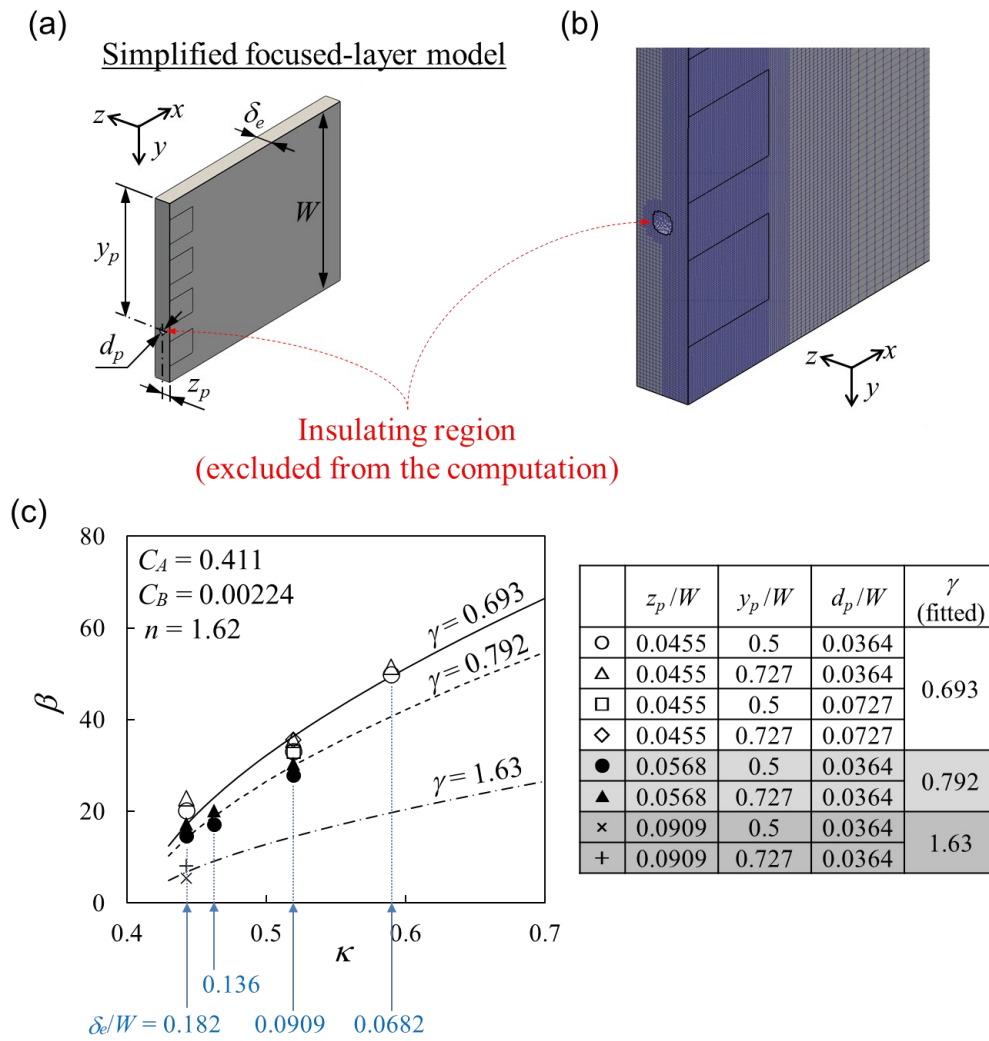 (a)
Simplified focused-layer model
z x y
δe
W
yp
dp
zp
(b)
z x y
Insulating region
(excluded from the computation)
(c)
80
60
40
20
0
β
CA = 0.411
CB = 0.00224
n = 1.62
γ = 0.693
γ = 0.792
γ = 1.63
0.4 0.5 0.6 0.7
κ
0.136
δe/W = 0.182 0.0909 0.0682
zp/W yp/W dp/W γ (fitted)
0.0455 0.5 0.0364 0.693
0.0455 0.727 0.0364
0.0455 0.5 0.0727
0.0455 0.727 0.0727
0.0568 0.5 0.0364 0.792
0.0568 0.727 0.0364
0.0909 0.5 0.0364 1.63
0.0909 0.727 0.0364